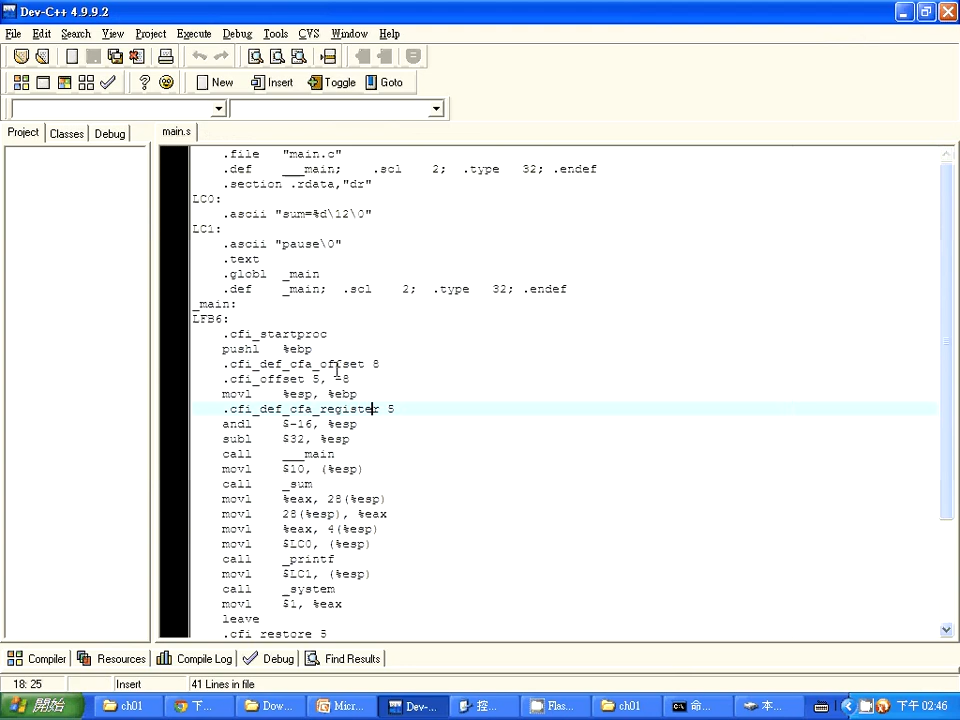 Dev-C++ 4.9.9.2
File Edit Search View Project Execute Debug Tools CVS Window Help
New Insert Toggle Goto
Project Classes Debug main.s
.file "main.c"
.def ___main; .scl 2; .type 32; .endef
.section .rdata,"dr"
LC0:
.ascii "sum=%d\12\0"
LC1:
.ascii "pause\0"
.text
.globl _main
.def _main; .scl 2; .type 32; .endef
_main:
LFB6:
.cfi_startproc
pushl %ebp
.cfi_def_cfa_offset 8
.cfi_offset 5, -8
movl %esp, %ebp
.cfi_def_cfa_register 5
andl $-16, %esp
subl $32, %esp
call ___main
movl $10, (%esp)
call _sum
movl %eax, 28(%esp)
movl 28(%esp), %eax
movl %eax, 4(%esp)
movl $LC0, (%esp)
call _printf
movl $LC1, (%esp)
call _system
movl $1, %eax
leave
.cfi_restore 5
Compiler Resources Compile Log Debug Find Results
18: 25 Insert 41 Lines in file
開始 ch01 下... Dow... Micr... Dev-... 控... Flas... ch01 命... 本... 下午 02:46